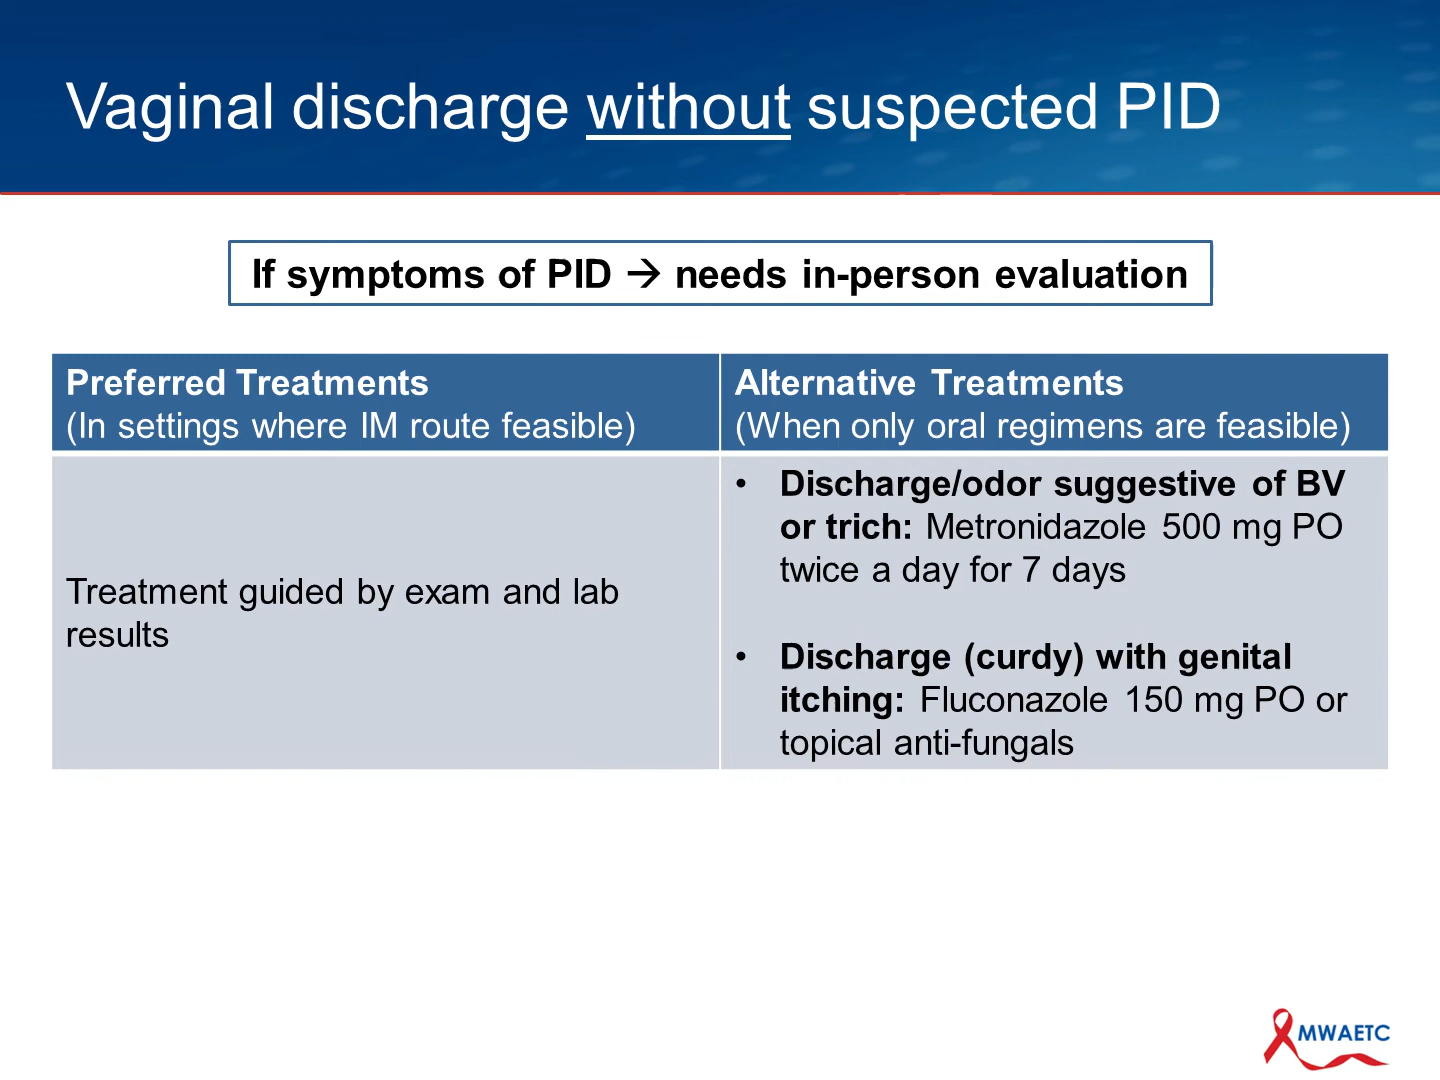 Vaginal discharge without suspected PID
If symptoms of PID → needs in-person evaluation
Preferred Treatments
(In settings where IM route feasible)
Alternative Treatments
(When only oral regimens are feasible)
Treatment guided by exam and lab
results
• Discharge/odor suggestive of BV
or trich: Metronidazole 500 mg PO
twice a day for 7 days
• Discharge (curdy) with genital
itching: Fluconazole 150 mg PO or
topical anti-fungals
MWAETC